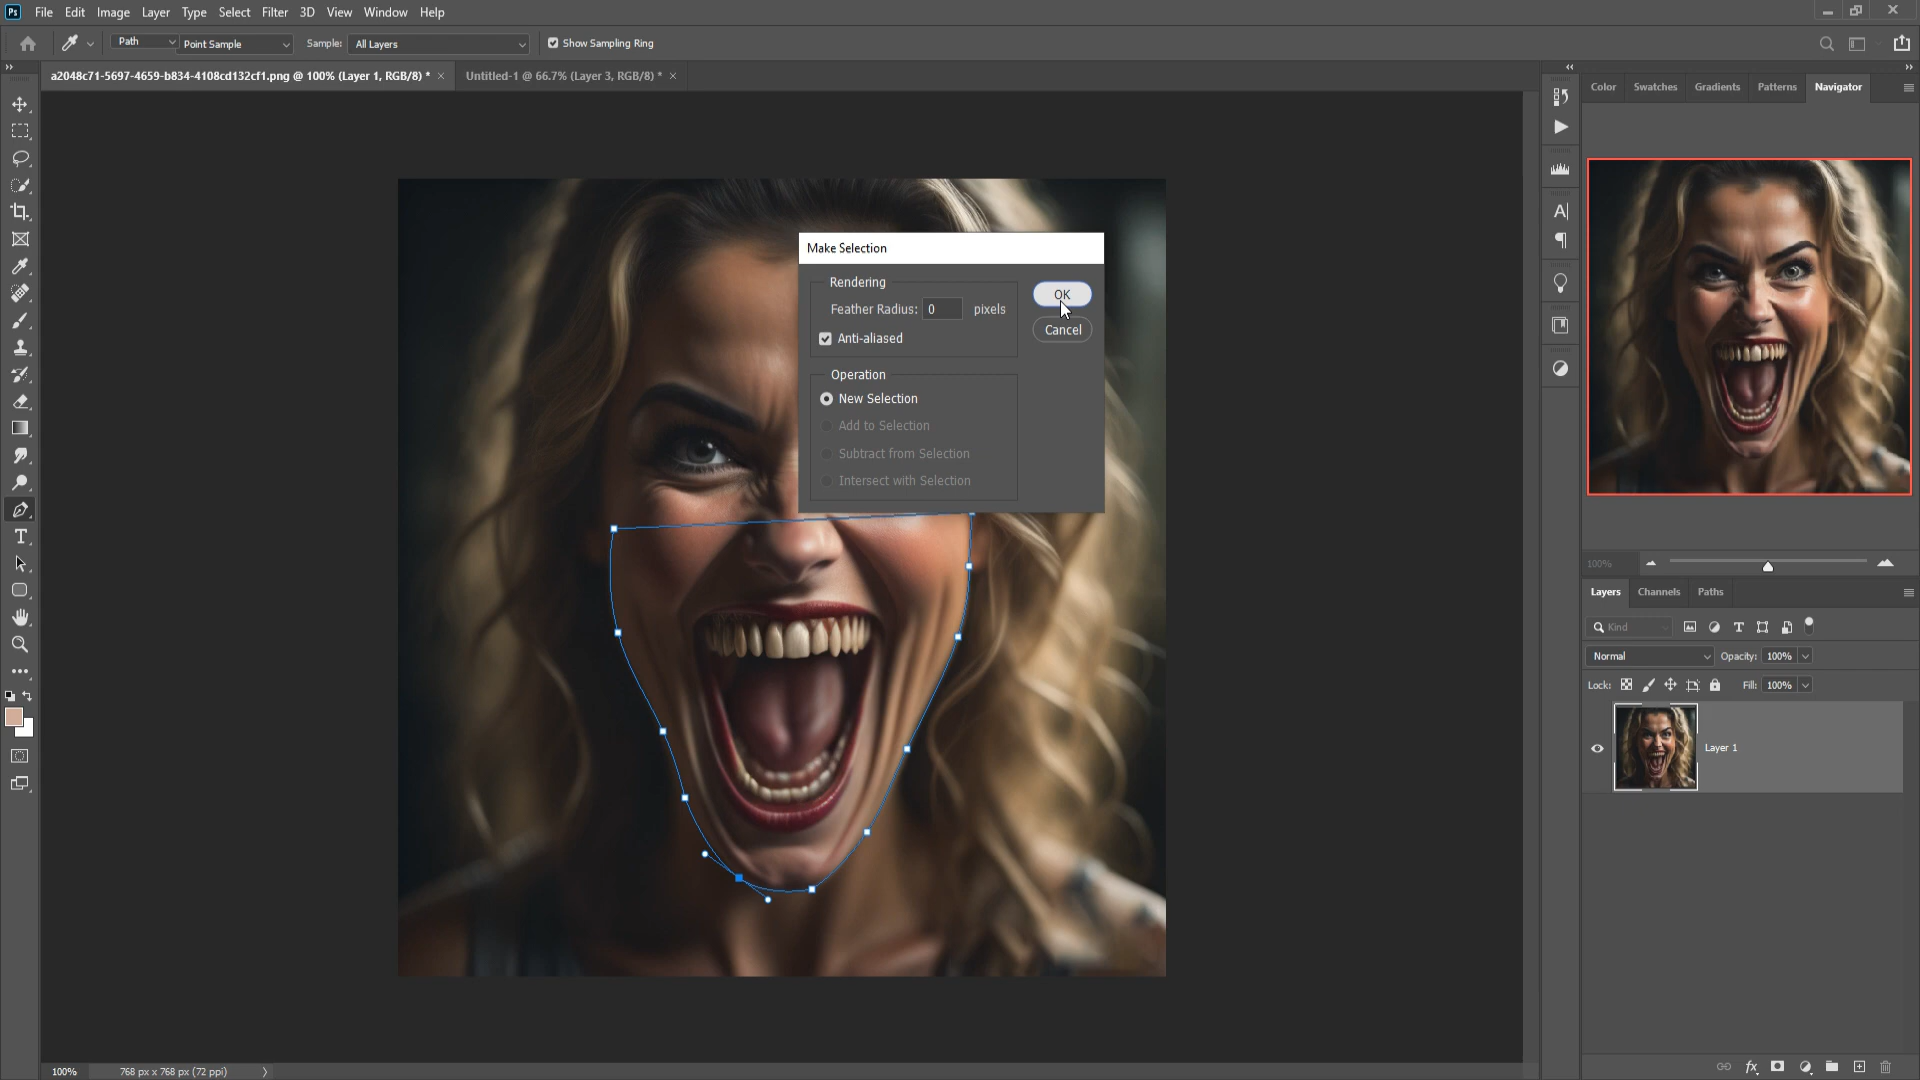 Ps File Edit Image Layer Type Select Filter 3D View Window Help
Path Point Sample Sample: All Layers Show Sampling Ring
a2048c71-5697-4659-b834-4108cd132cf1.png @ 100% (Layer 1, RGB/8) * × Untitled-1 @ 66.7% (Layer 3, RGB/8) * ×
Color Swatches Gradients Patterns Navigator
Make Selection
Rendering
Feather Radius: 0 pixels
Anti-aliased
OK
Cancel
Operation
New Selection
Add to Selection
Subtract from Selection
Intersect with Selection
100%
Layers Channels Paths
Kind
Normal Opacity: 100%
Lock: Fill: 100%
Layer 1
100% 768 px x 768 px (72 ppi)